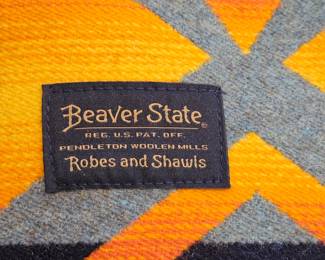 Beaver State
REG. U.S. PAT. OFF.
PENDLETON WOOLEN MILLS
Robes and Shawls